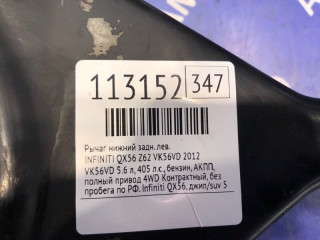 113152 347
Рычаг нижний задн.лев.
INFINITI QX56 Z62 VK56VD 2012
VK56VD 5.6 л, 405 л.с., бензин, АКПП,
полный привод 4WD Контрактный, без
пробега по РФ. Infiniti QX56, джип/suv 5